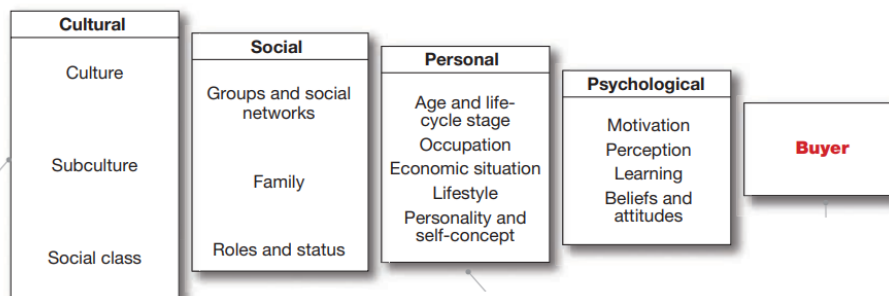 Cultural
Culture
Subculture
Social class
Social
Groups and social
networks
Family
Roles and status
Personal
Age and life-
cycle stage
Occupation
Economic situation
Lifestyle
Personality and
self-concept
Psychological
Motivation
Perception
Learning
Beliefs and
attitudes
Buyer